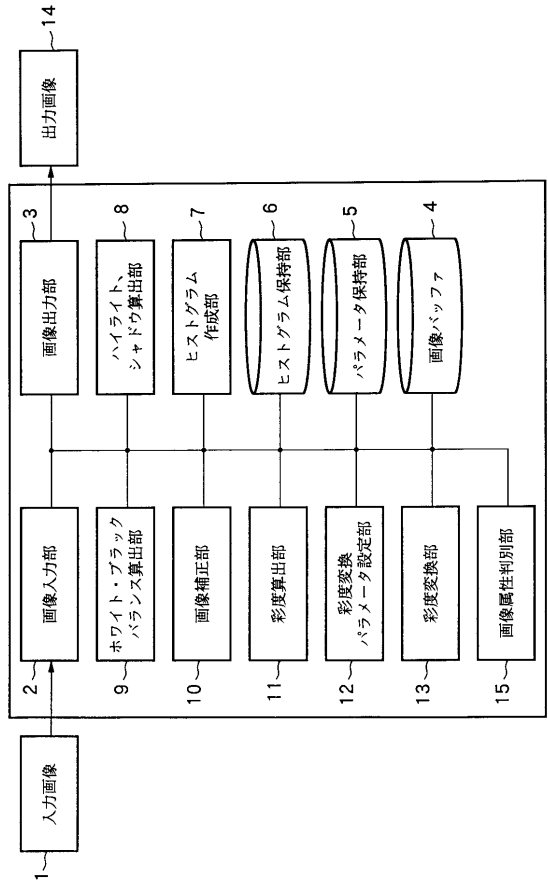 1
入力画像
2
画像入力部
9
ホワイト・ブラック
バランス算出部
10
画像補正部
11
彩度算出部
12
彩度変換
パラメータ設定部
13
彩度変換部
15
画像属性判別部
3
画像出力部
8
ハイライト、
シャドウ算出部
7
ヒストグラム
作成部
6
ヒストグラム保持部
5
パラメータ保持部
4
画像バッファ
14
出力画像